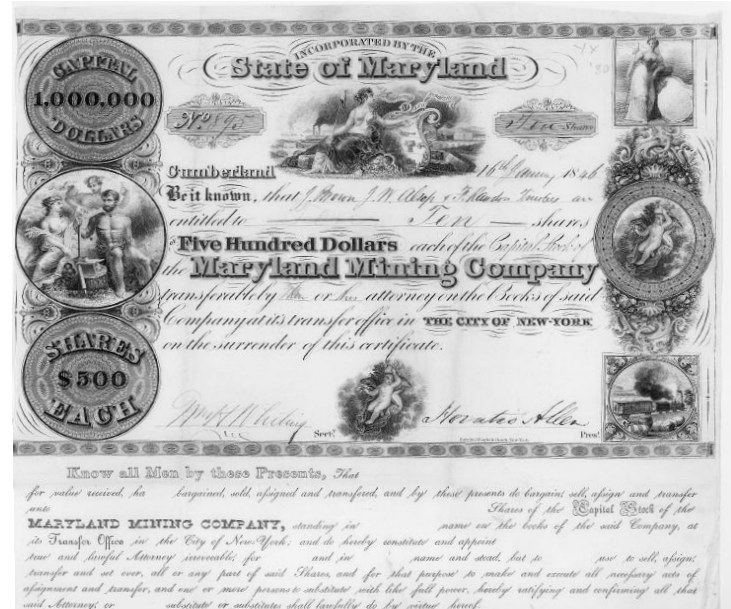 CAPITAL
1,000,000
DOLLARS
INCORPORATED BY THE
State of Maryland
No. 
Ten Shares
Cumberland 16th January 1846
Be it known, that J. Brown J. W. Alsop & Trustees are
entitled to Ten shares
of Five Hundred Dollars each of the Capital Stock of
the Maryland Mining Company
transferable by or attorney on the Books of said
Company at its transfer office in THE CITY OF NEW-YORK
on the surrender of this certificate.
SHARES
$500
EACH
Wm H Whiting Secy.
Horatio Allen Prest.
Know all Men by these Presents, That
for value received, ha bargained, sold, assigned and transfered, and by these presents do bargain, sell, assign and transfer
unto Shares of the Capital Stock of the
MARYLAND MINING COMPANY, standing in name on the books of the said Company, at
its Transfer Office in the City of New-York; and do hereby constitute and appoint
true and lawful Attorney irrevocable, for and in name and stead, but to use to sell, assign,
transfer and set over, all or any part of said Shares, and for that purpose to make and execute all necessary acts of
assignment and transfer, and one or more persons to substitute with like full power, hereby ratifying and confirming all that
said Attorney, or substitute or substitutes shall lawfully do by virtue hereof.